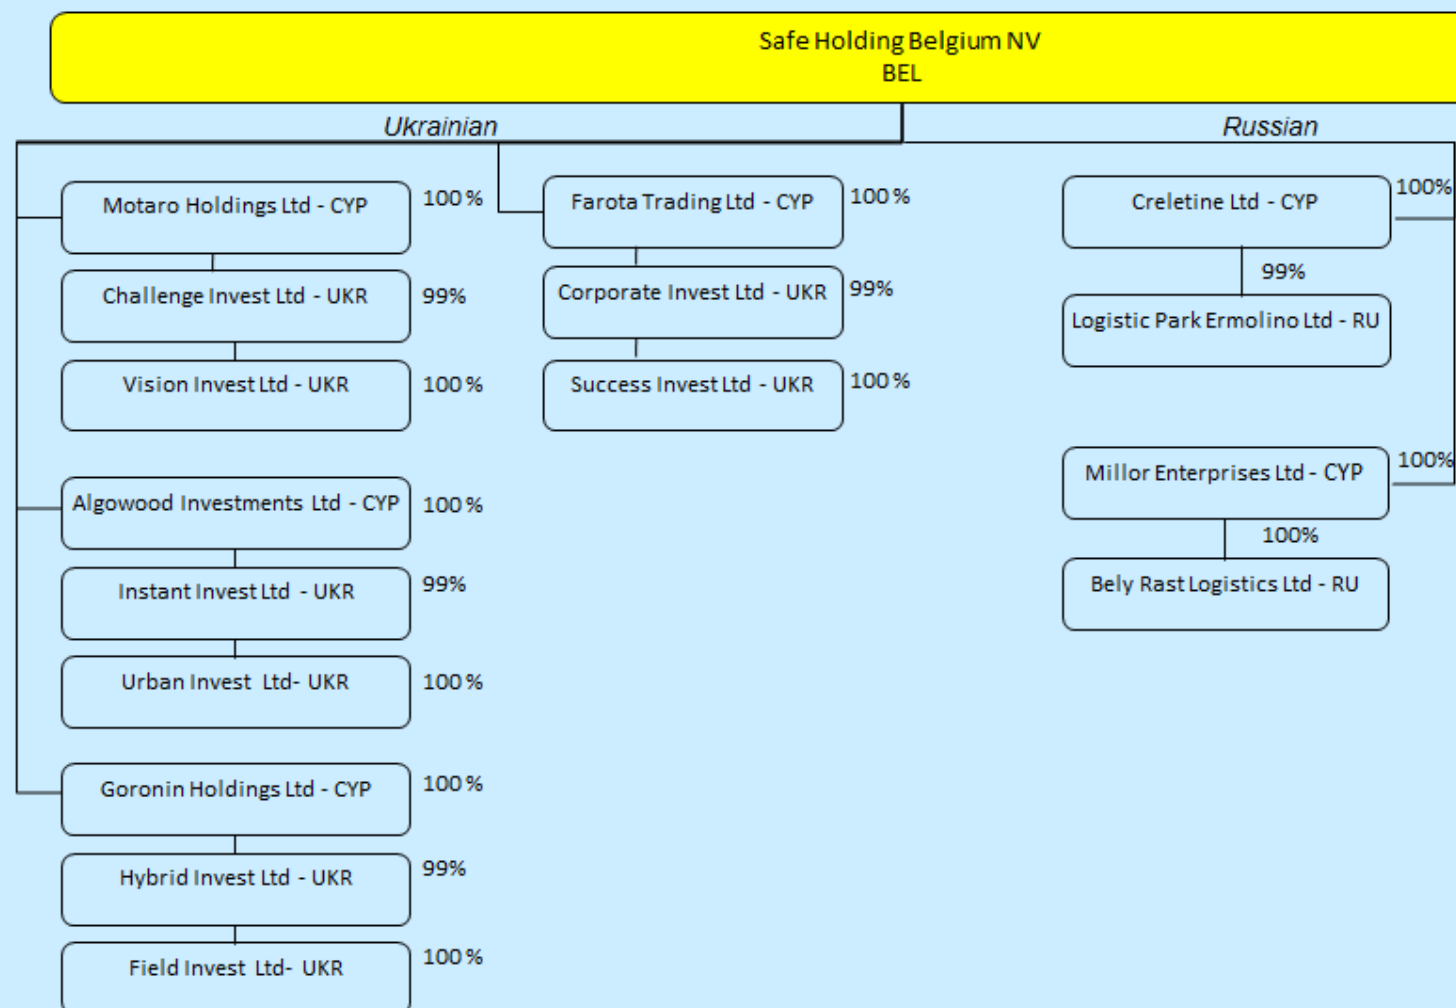 Safe Holding Belgium NV
BEL
Ukrainian
Russian
Motaro Holdings Ltd - CYP
100 %
Challenge Invest Ltd - UKR
99%
Vision Invest Ltd - UKR
100 %
Algowood Investments Ltd - CYP
100 %
Instant Invest Ltd - UKR
99%
Urban Invest Ltd- UKR
100 %
Goronin Holdings Ltd - CYP
100 %
Hybrid Invest Ltd - UKR
99%
Field Invest Ltd- UKR
100 %
Farota Trading Ltd - CYP
100 %
Corporate Invest Ltd - UKR
99%
Success Invest Ltd - UKR
100 %
Creletine Ltd - CYP
100%
99%
Logistic Park Ermolino Ltd - RU
Millor Enterprises Ltd - CYP
100%
100%
Bely Rast Logistics Ltd - RU